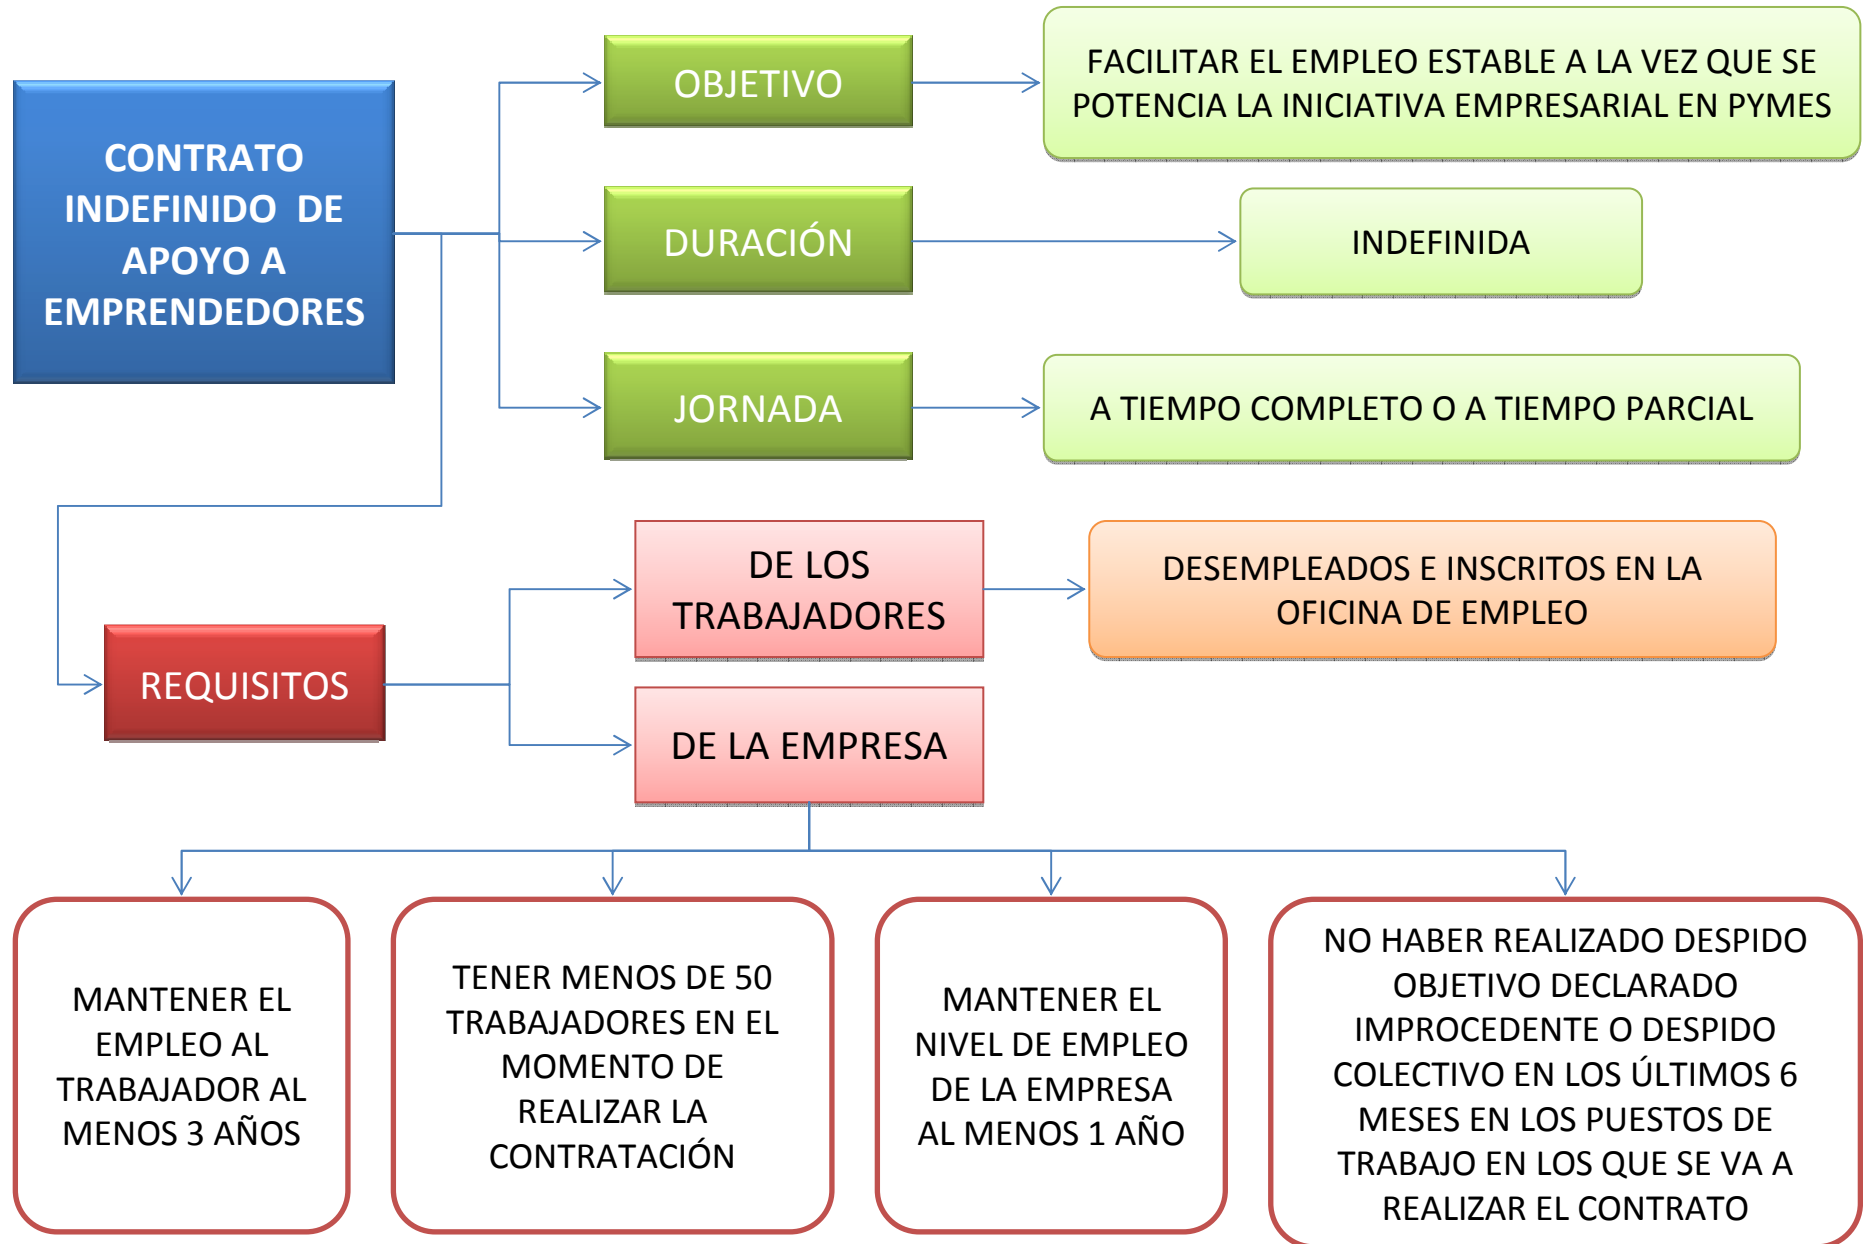 CONTRATO
INDEFINIDO DE
APOYO A
EMPRENDEDORES
OBJETIVO
FACILITAR EL EMPLEO ESTABLE A LA VEZ QUE SE
POTENCIA LA INICIATIVA EMPRESARIAL EN PYMES
DURACIÓN
INDEFINIDA
JORNADA
A TIEMPO COMPLETO O A TIEMPO PARCIAL
REQUISITOS
DE LOS
TRABAJADORES
DESEMPLEADOS E INSCRITOS EN LA
OFICINA DE EMPLEO
DE LA EMPRESA
MANTENER EL
EMPLEO AL
TRABAJADOR AL
MENOS 3 AÑOS
TENER MENOS DE 50
TRABAJADORES EN EL
MOMENTO DE
REALIZAR LA
CONTRATACIÓN
MANTENER EL
NIVEL DE EMPLEO
DE LA EMPRESA
AL MENOS 1 AÑO
NO HABER REALIZADO DESPIDO
OBJETIVO DECLARADO
IMPROCEDENTE O DESPIDO
COLECTIVO EN LOS ÚLTIMOS 6
MESES EN LOS PUESTOS DE
TRABAJO EN LOS QUE SE VA A
REALIZAR EL CONTRATO